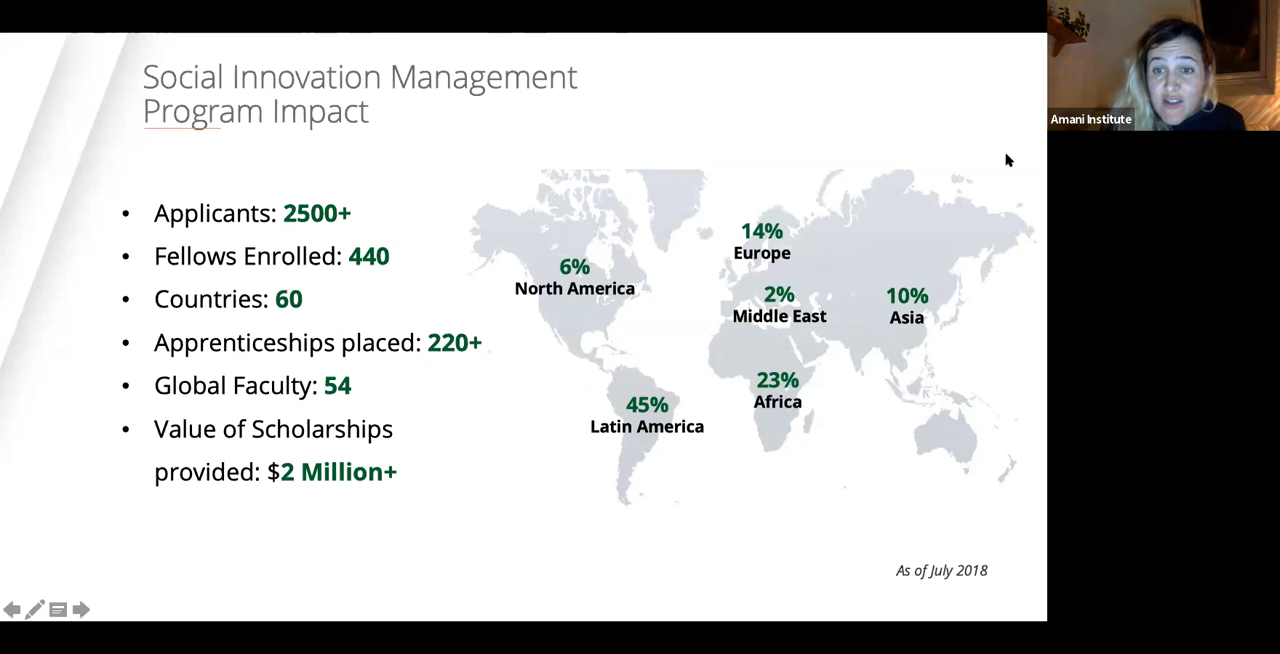 Social Innovation Management
Program Impact
• Applicants: 2500+
• Fellows Enrolled: 440
• Countries: 60
• Apprenticeships placed: 220+
• Global Faculty: 54
• Value of Scholarships
provided: $2 Million+
14%
Europe
6%
North America
2%
Middle East
10%
Asia
23%
Africa
45%
Latin America
As of July 2018
Amani Institute